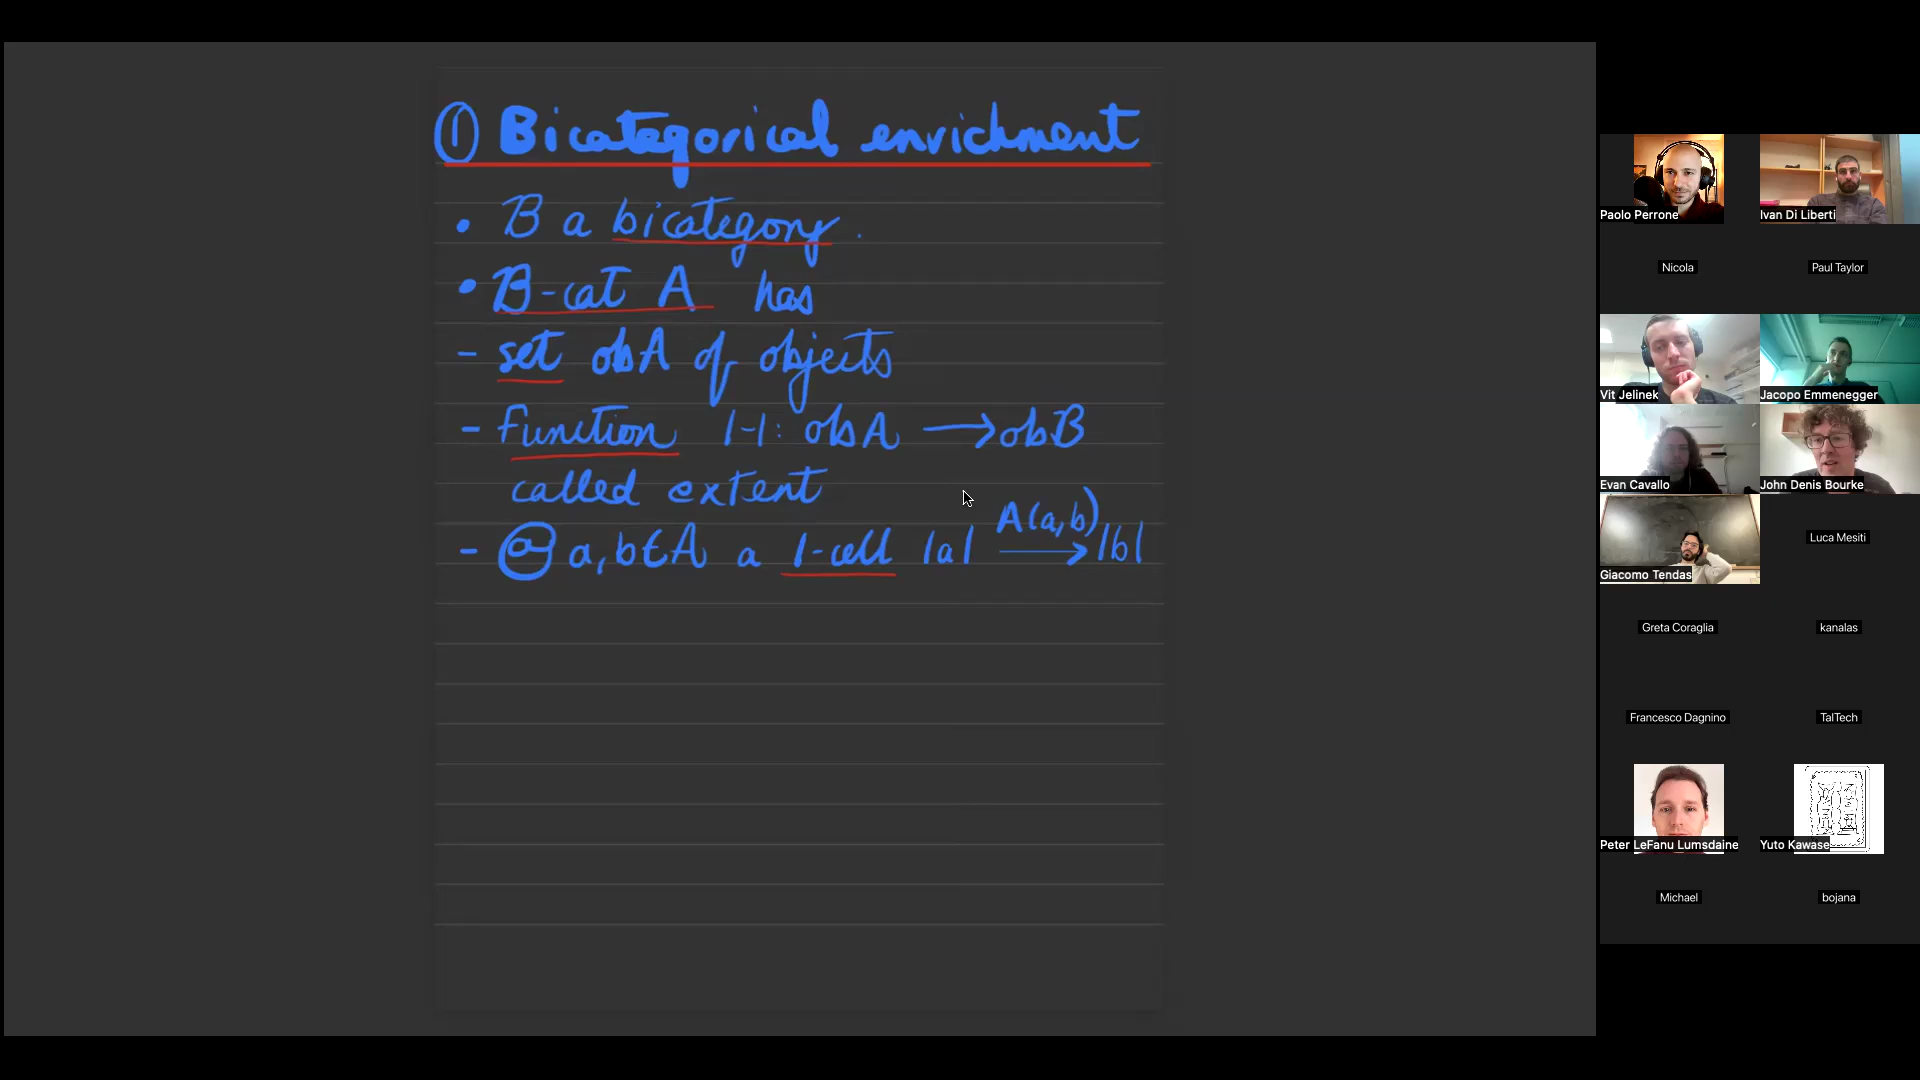 ① Bicategorical enrichment
• B a bicategory.
• B-cat A has
- set obA of objects
- Function |-|: obA → obB
called extent
- a, b ∈ A a 1-cell |a| A(a,b) → |b|
Paolo Perrone
Ivan Di Liberti
Nicola
Paul Taylor
Vit Jelinek
Jacopo Emmenegger
Evan Cavallo
John Denis Bourke
Giacomo Tendas
Luca Mesiti
Greta Coraglia
kanalas
Francesco Dagnino
TalTech
Peter LeFanu Lumsdaine
Yuto Kawase
Michael
bojana